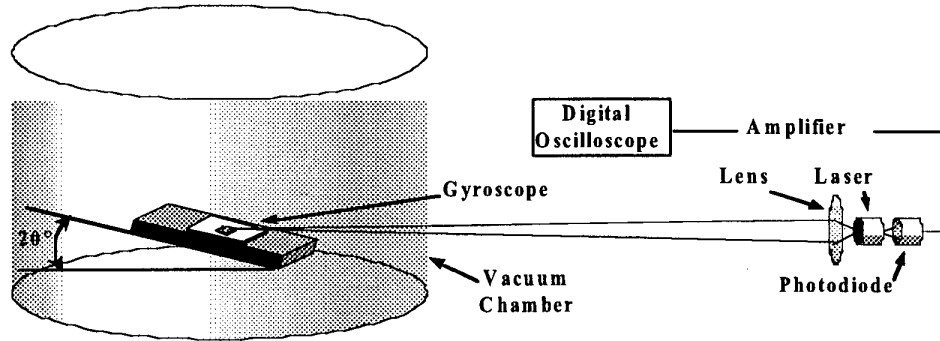 Digital
Oscilloscope
Amplifier
Lens
Laser
Gyroscope
20°
Vacuum
Chamber
Photodiode